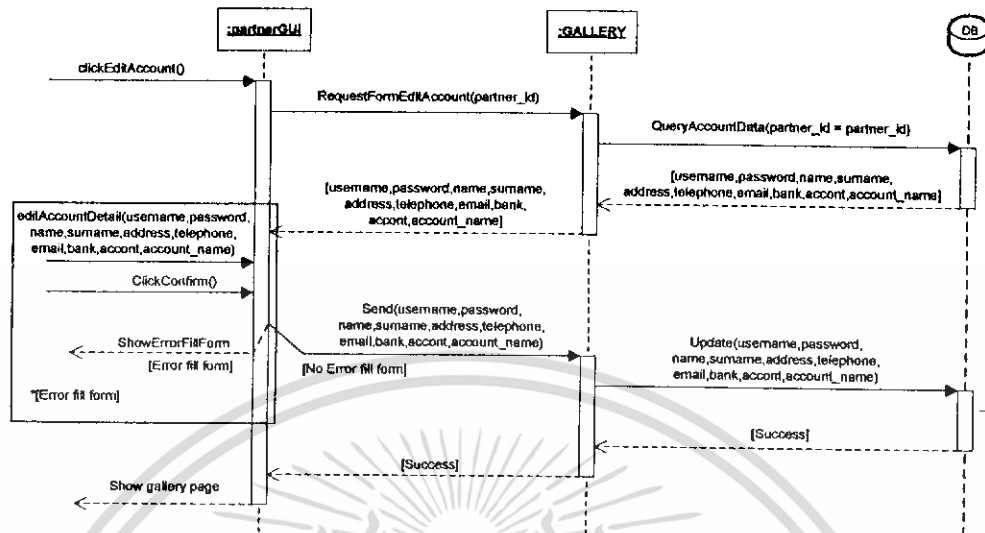 :partnerGUI
:GALLERY
DB
clickEditAccount()
RequestFormEditAccount(partner_id)
QueryAccountData(partner_id = partner_id)
[username,password,name,surname,
address,telephone,email,bank,accont,account_name]
[username,password,name,surname,
address,telephone,email,bank,
accont,account_name]
editAccountDetail(username,password,
name,surname,address,telephone,
email,bank,accont,account_name)
ClickConfirm()
Send(username,password,
name,surname,address,telephone,
email,bank,accont,account_name)
ShowErrorFillForm
[Error fill form]
[No Error fill form]
*[Error fill form]
Update(username,password,
name,surname,address,telephone,
email,bank,accont,account_name)
[Success]
[Success]
Show gallery page